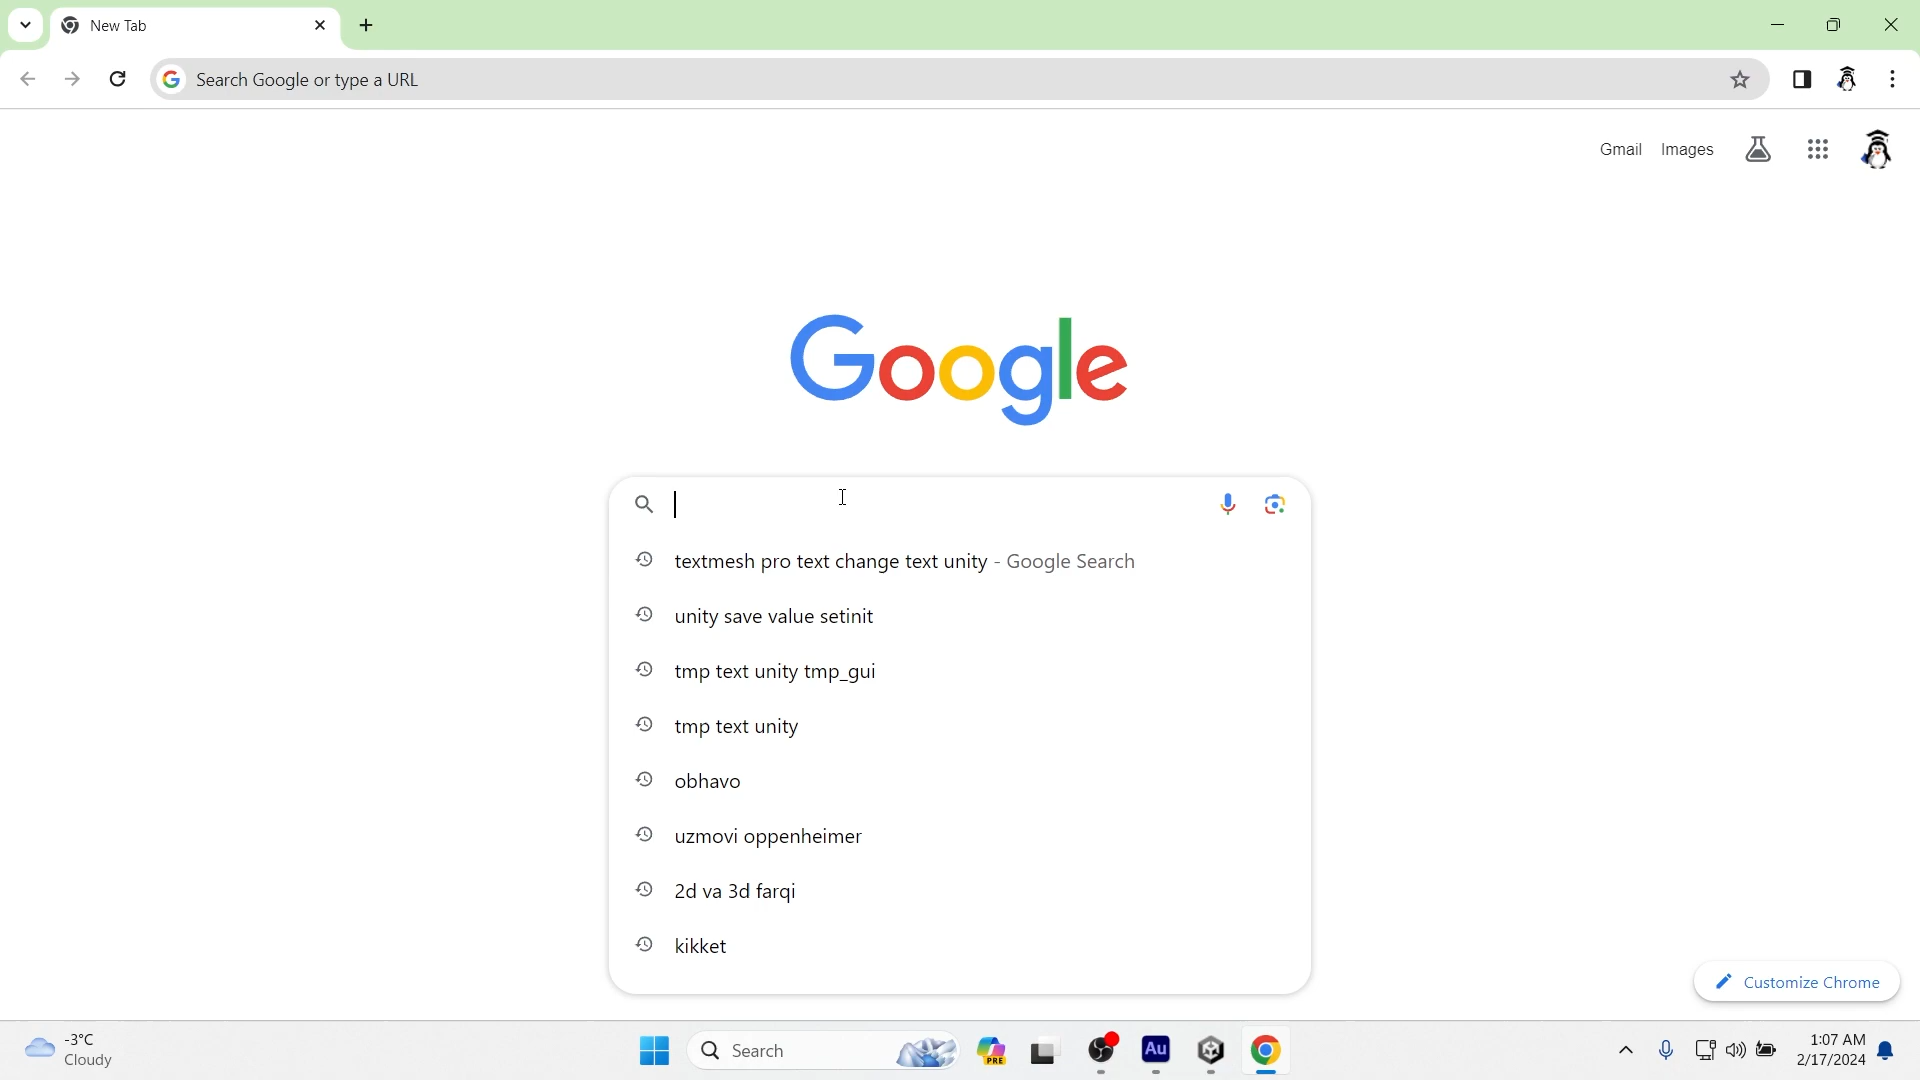 New Tab
Search Google or type a URL
Gmail Images
Google
textmesh pro text change text unity - Google Search
unity save value setinit
tmp text unity tmp_gui
tmp text unity
obhavo
uzmovi oppenheimer
2d va 3d farqi
kikket
Customize Chrome
-3°C
Cloudy
Search
PRE
Au
1:07 AM
2/17/2024